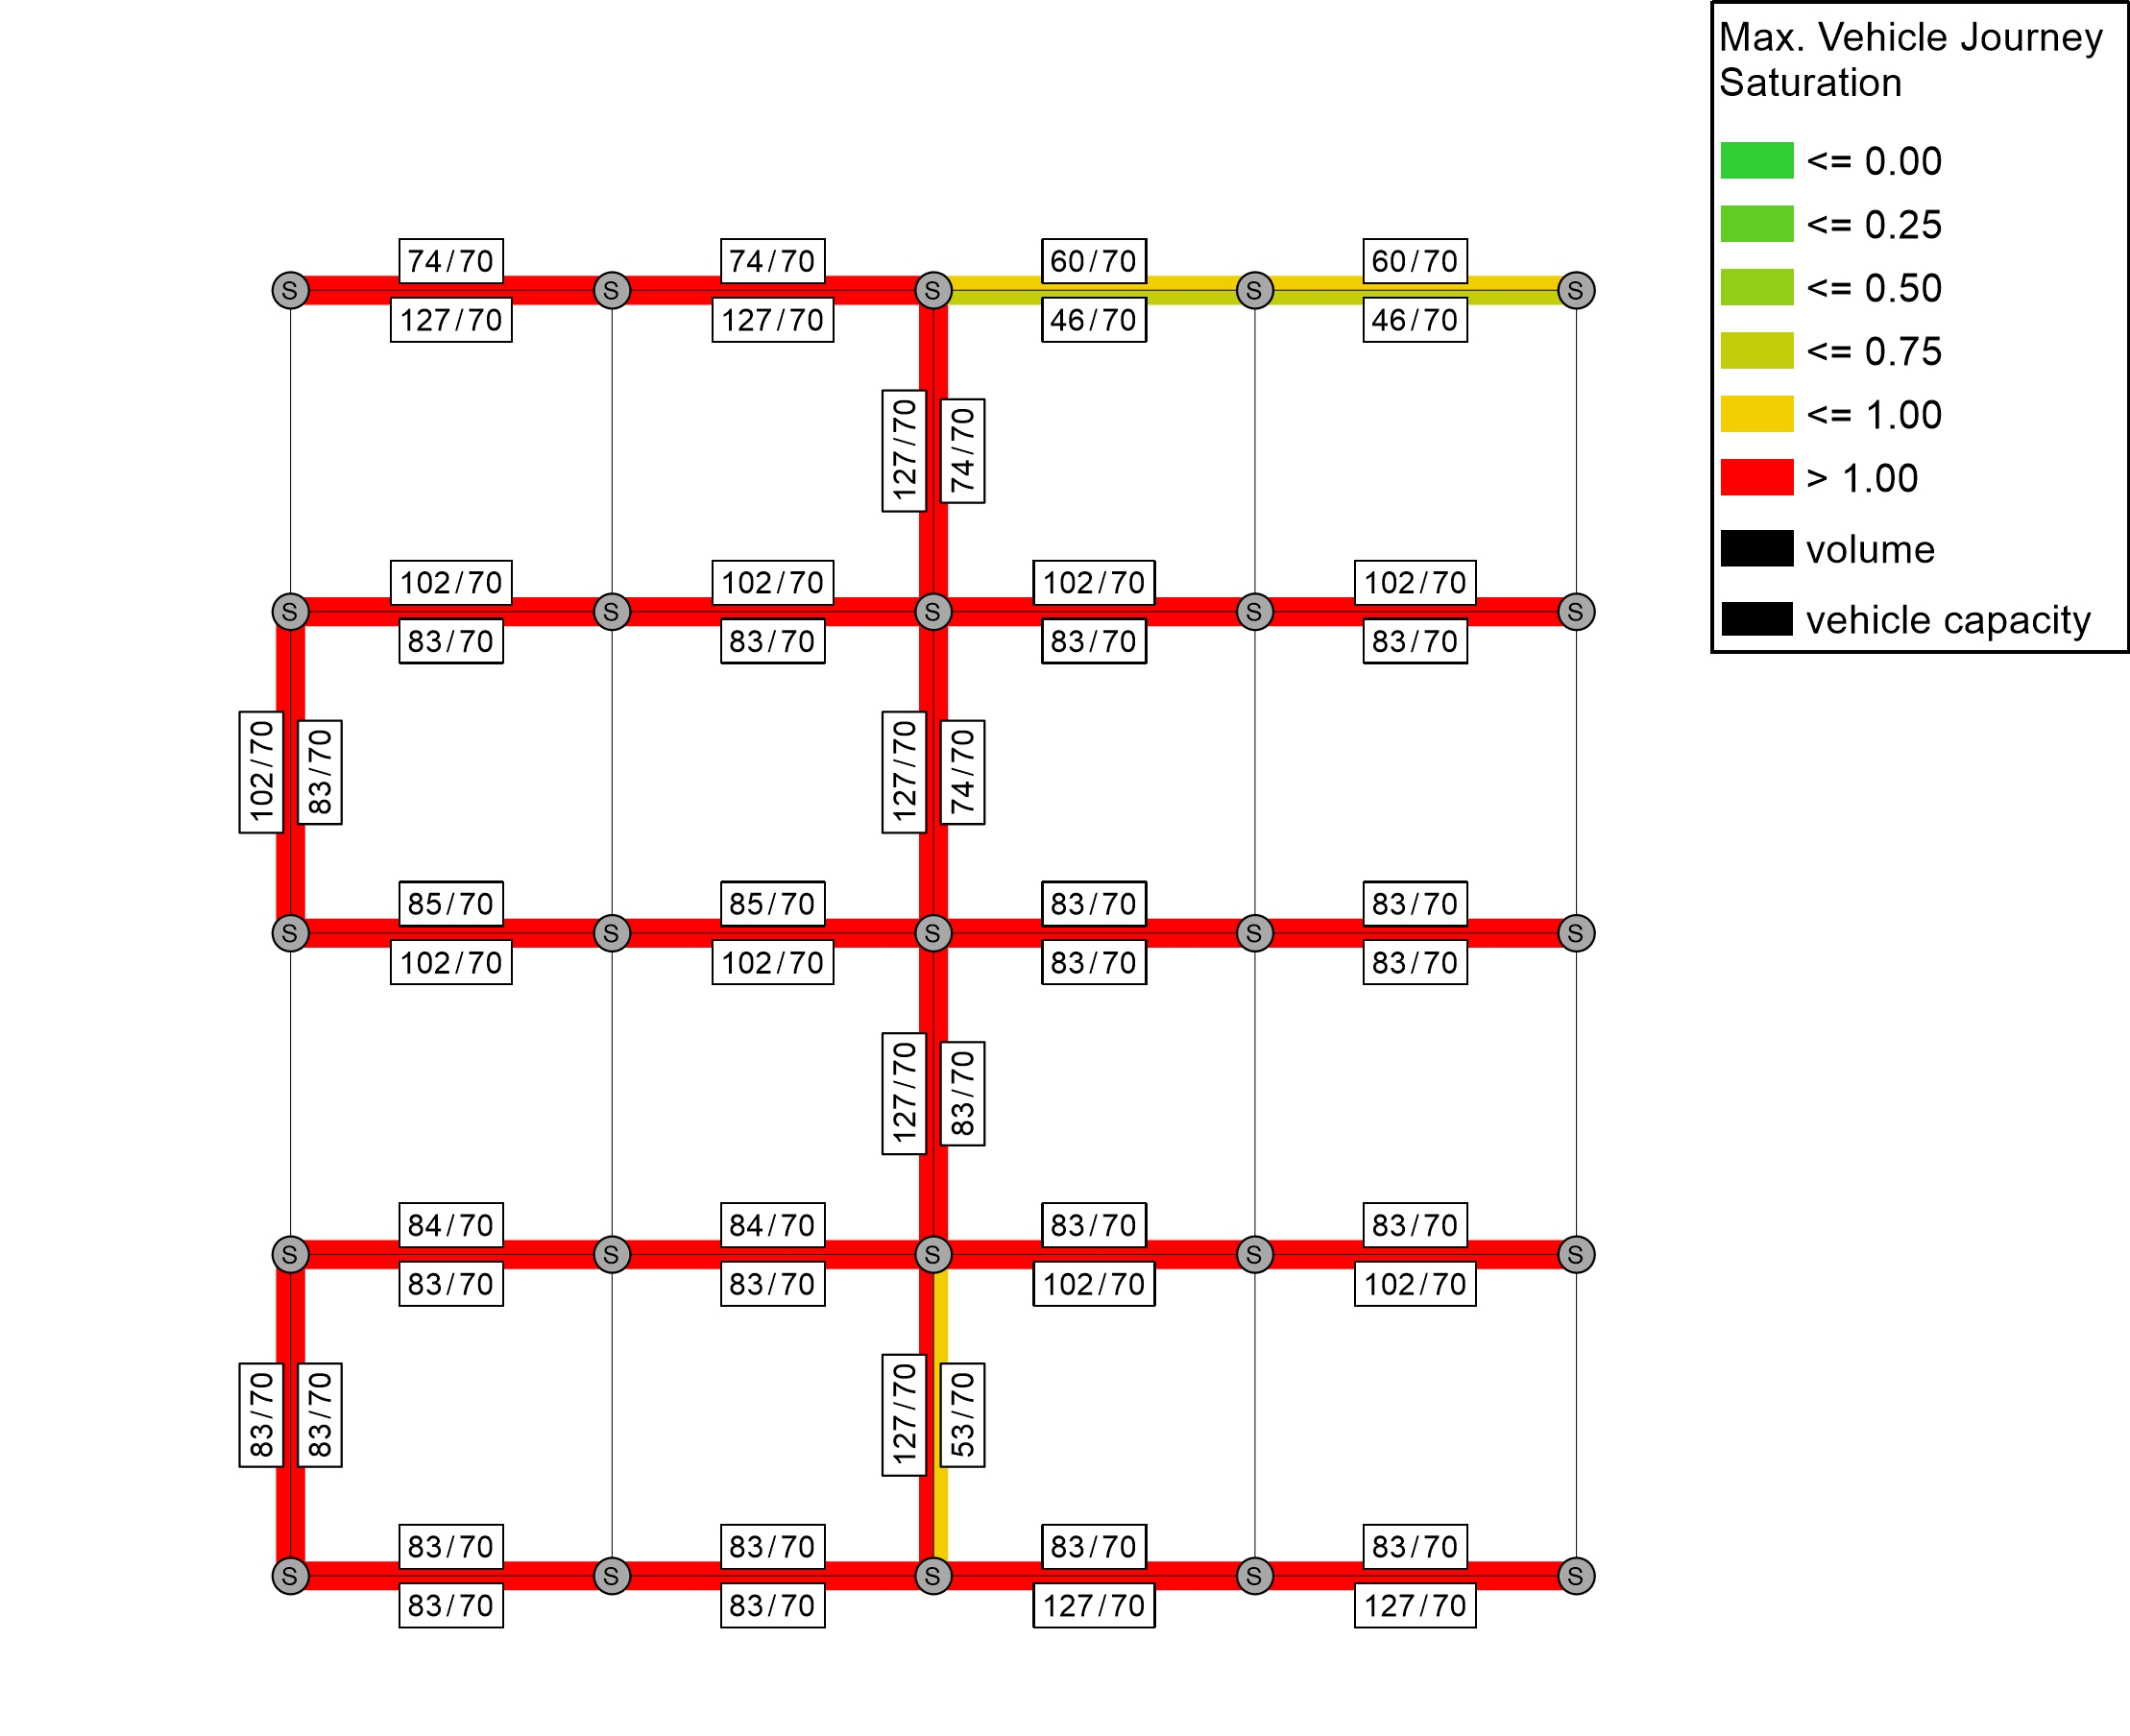 Max. Vehicle Journey
Saturation
<= 0.00
<= 0.25
<= 0.50
<= 0.75
<= 1.00
> 1.00
volume
vehicle capacity
74/70 74/70 60/70 60/70
S S S S S
127/70 127/70 46/70 46/70
127/70 74/70
102/70 102/70 102/70 102/70
S S S S S
83/70 83/70 83/70 83/70
102/70 83/70 127/70 74/70
85/70 85/70 83/70 83/70
S S S S S
102/70 102/70 83/70 83/70
127/70 83/70
84/70 84/70 83/70 83/70
S S S S S
83/70 83/70 102/70 102/70
83/70 83/70 127/70 53/70
83/70 83/70 83/70 83/70
S S S S S
83/70 83/70 127/70 127/70